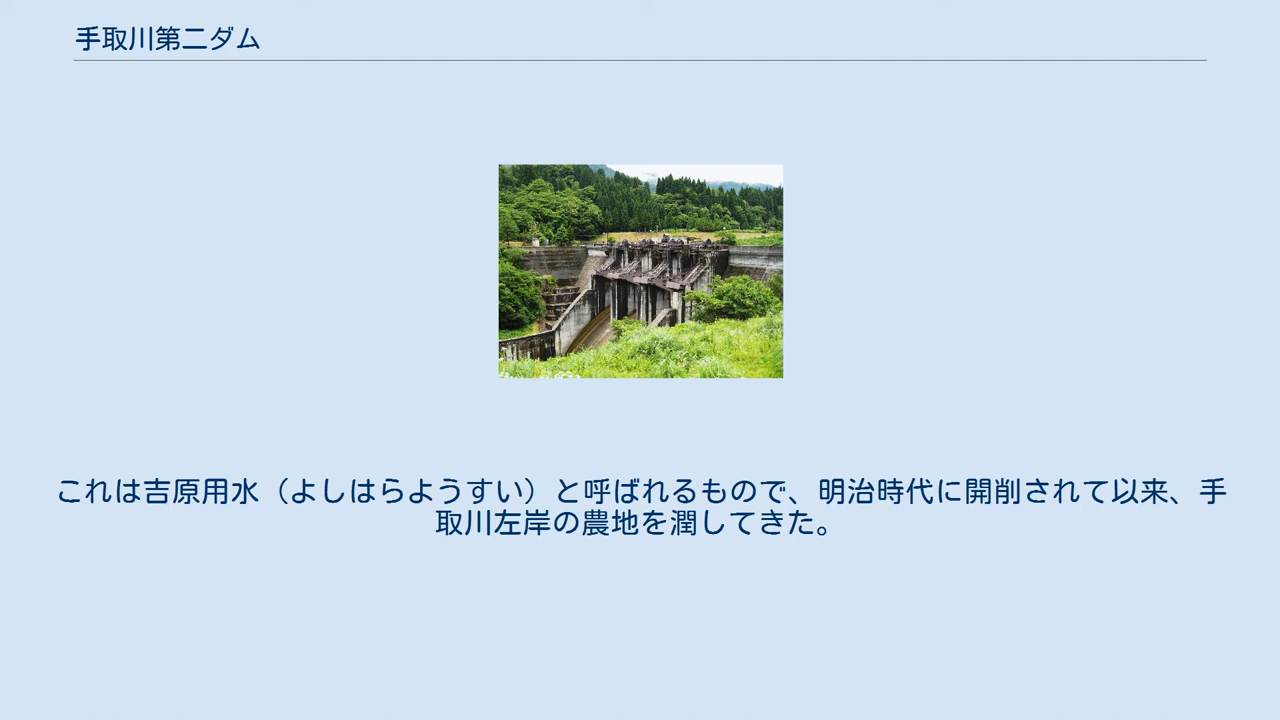 手取川第二ダム
これは吉原用水（よしはらようすい）と呼ばれるもので、明治時代に開削されて以来、手
取川左岸の農地を潤してきた。